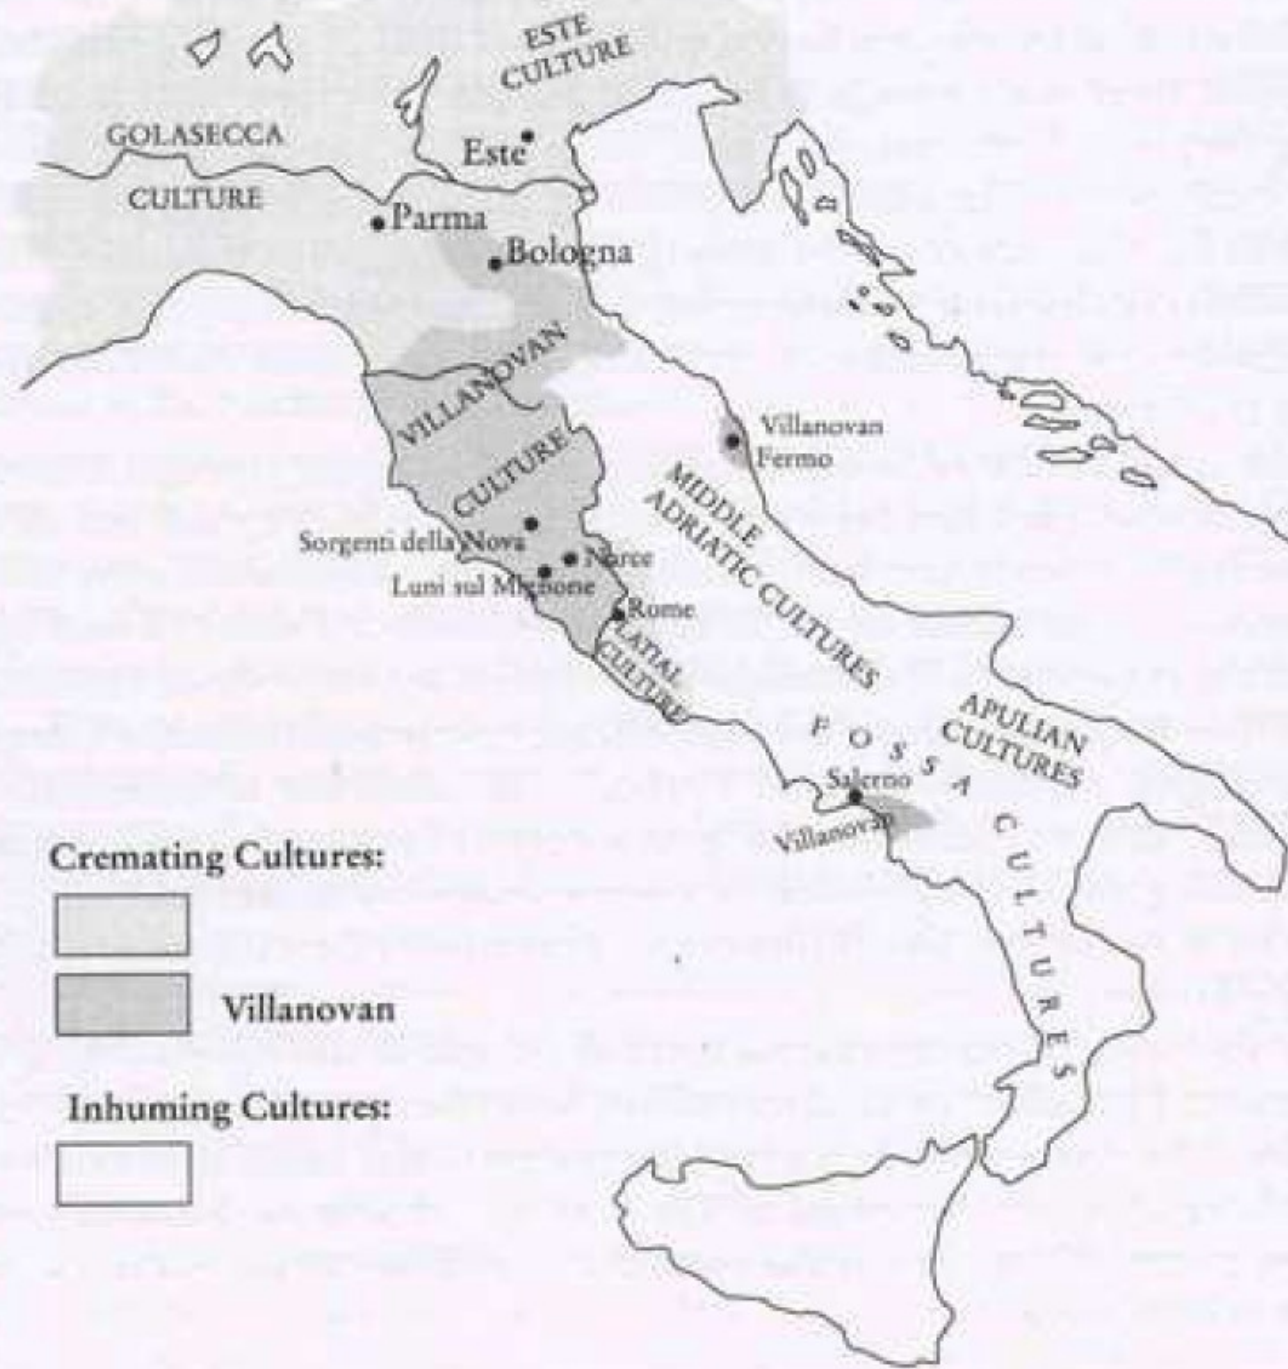 ESTE
CULTURE
GOLASECCA
CULTURE
Este
Parma
Bologna
VILLANOVAN
CULTURE
Villanovan
Fermo
MIDDLE
ADRIATIC CULTURES
Sorgenti della Nova
Narce
Luni sul Mignone
Rome
LATIAL
CULTURE
APULIAN
CULTURES
FOSSA CULTURES
Salerno
Villanovan
Cremating Cultures:
Villanovan
Inhuming Cultures: